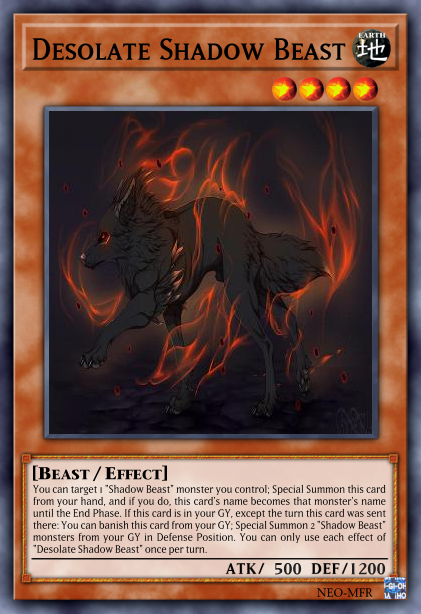 Desolate Shadow Beast
EARTH
地
[Beast / Effect]
You can target 1 "Shadow Beast" monster you control; Special Summon this card
from your hand, and if you do, this card's name becomes that monster's name
until the End Phase. If this card is in your GY, except the turn this card was sent
there: You can banish this card from your GY; Special Summon 2 "Shadow Beast"
monsters from your GY in Defense Position. You can only use each effect of
"Desolate Shadow Beast" once per turn.
ATK/ 500 DEF/1200
NEO-MFR